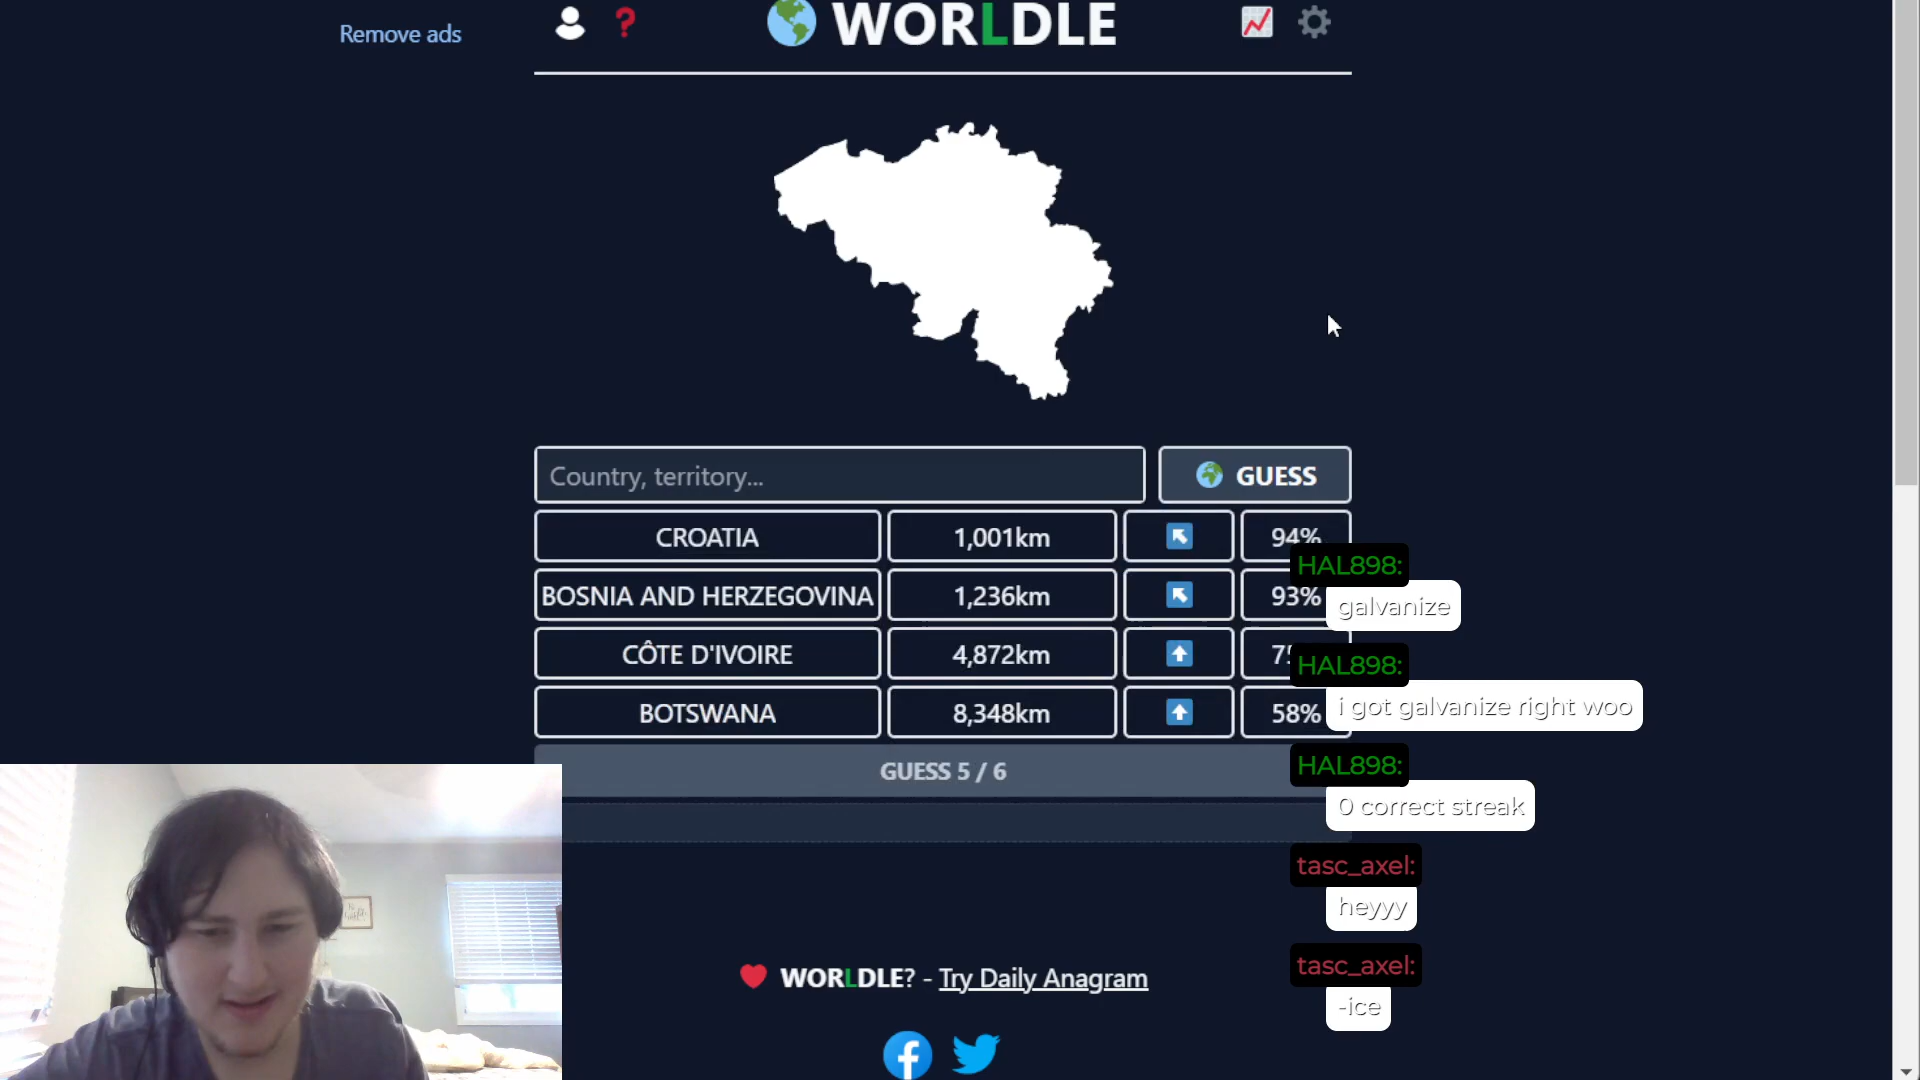 Remove ads
WORLDLE
Country, territory...
GUESS
CROATIA 1,001km 94%
BOSNIA AND HERZEGOVINA 1,236km 93%
CÔTE D'IVOIRE 4,872km
BOTSWANA 8,348km 58%
GUESS 5 / 6
HAL898:
galvanize
HAL898:
i got galvanize right woo
HAL898:
0 correct streak
tasc_axel:
heyyy
tasc_axel:
-ice
WORLDLE? - Try Daily Anagram